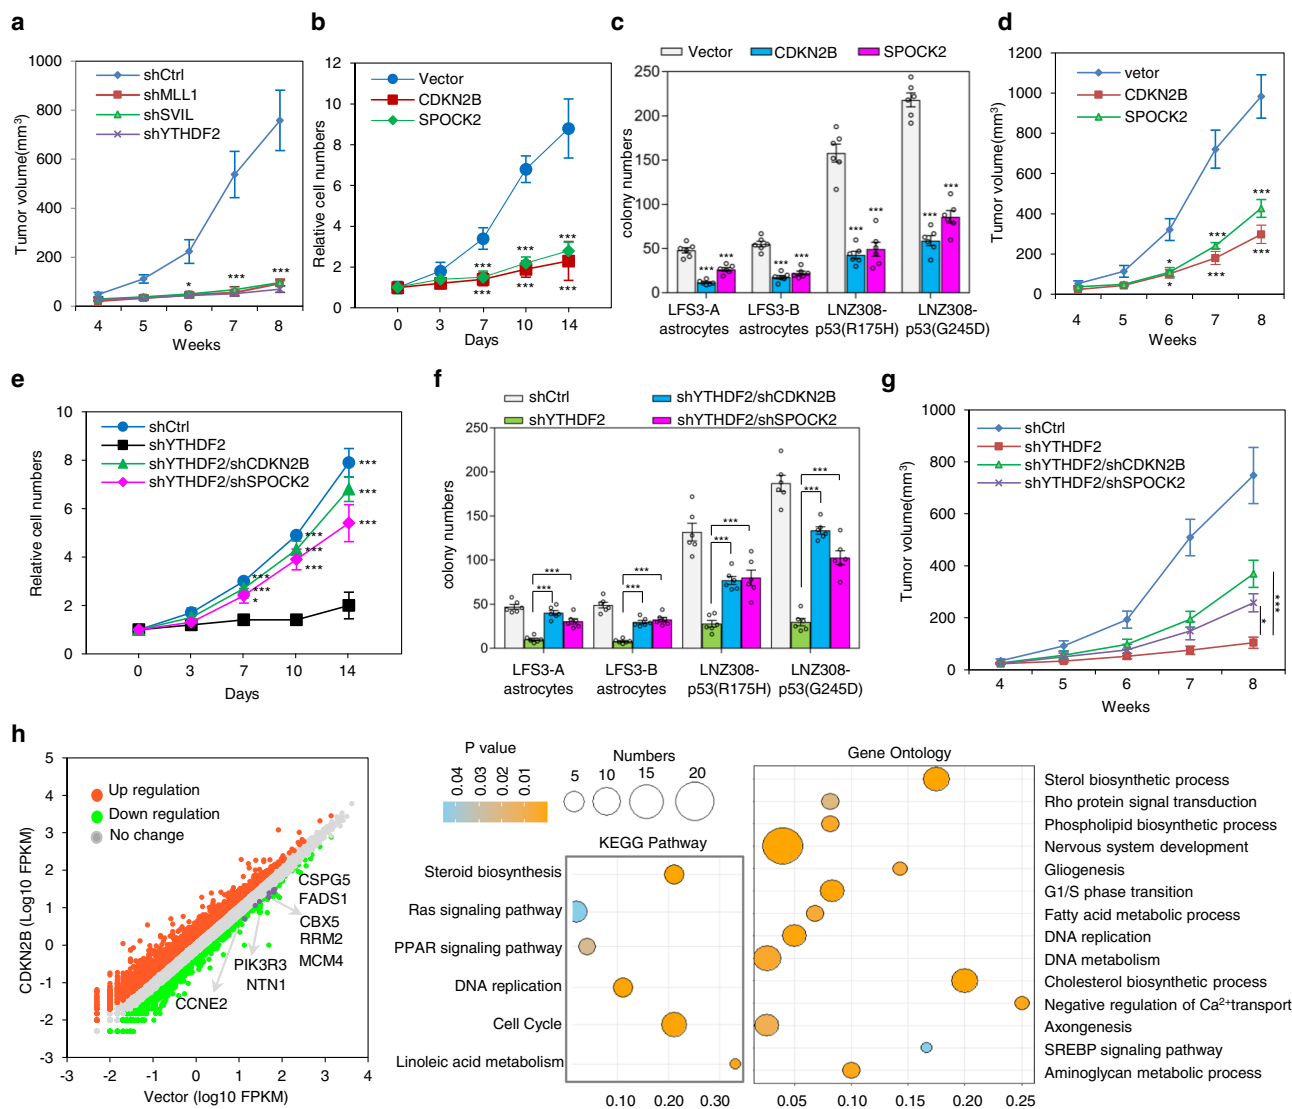 a
1000
800
600
400
200
0
Tumor volume(mm³)
shCtrl
shMLL1
shSVIL
shYTHDF2
*
***
***
4 5 6 7 8
Weeks
b
12
10
8
6
4
2
0
Relative cell numbers
Vector
CDKN2B
SPOCK2
*** *** ***
*** *** ***
0 3 7 10 14
Days
c
Vector CDKN2B SPOCK2
250
200
150
100
50
0
colony numbers
*** *** *** *** *** *** *** ***
LFS3-A astrocytes
LFS3-B astrocytes
LNZ308-p53(R175H)
LNZ308-p53(G245D)
d
1200
1000
800
600
400
200
0
Tumor volume(mm³)
vetor
CDKN2B
SPOCK2
* *** ***
* *** ***
4 5 6 7 8
Weeks
e
10
8
6
4
2
0
Relative cell numbers
shCtrl
shYTHDF2
shYTHDF2/shCDKN2B
shYTHDF2/shSPOCK2
*** *** ***
*** *** ***
* *** ***
0 3 7 10 14
Days
f
shCtrl shYTHDF2/shCDKN2B
shYTHDF2 shYTHDF2/shSPOCK2
250
200
150
100
50
0
colony numbers
*** *** *** *** *** *** *** ***
LFS3-A astrocytes
LFS3-B astrocytes
LNZ308-p53(R175H)
LNZ308-p53(G245D)
g
1000
800
600
400
200
0
Tumor volume(mm³)
shCtrl
shYTHDF2
shYTHDF2/shCDKN2B
shYTHDF2/shSPOCK2
* ***
4 5 6 7 8
Weeks
h
5
4
3
2
1
0
-1
-2
-3
CDKN2B (Log10 FPKM)
Up regulation
Down regulation
No change
CSPG5
FADS1
CBX5
RRM2
MCM4
PIK3R3
NTN1
CCNE2
-3 -2 -1 0 1 2 3 4
Vector (log10 FPKM)
P value
0.04 0.03 0.02 0.01
Numbers
5 10 15 20
KEGG Pathway
Steroid biosynthesis
Ras signaling pathway
PPAR signaling pathway
DNA replication
Cell Cycle
Linoleic acid metabolism
0.10 0.20 0.30
Gene Ontology
Sterol biosynthetic process
Rho protein signal transduction
Phospholipid biosynthetic process
Nervous system development
Gliogenesis
G1/S phase transition
Fatty acid metabolic process
DNA replication
DNA metabolism
Cholesterol biosynthetic process
Negative regulation of Ca²⁺transport
Axongenesis
SREBP signaling pathway
Aminoglycan metabolic process
0.05 0.10 0.15 0.20 0.25